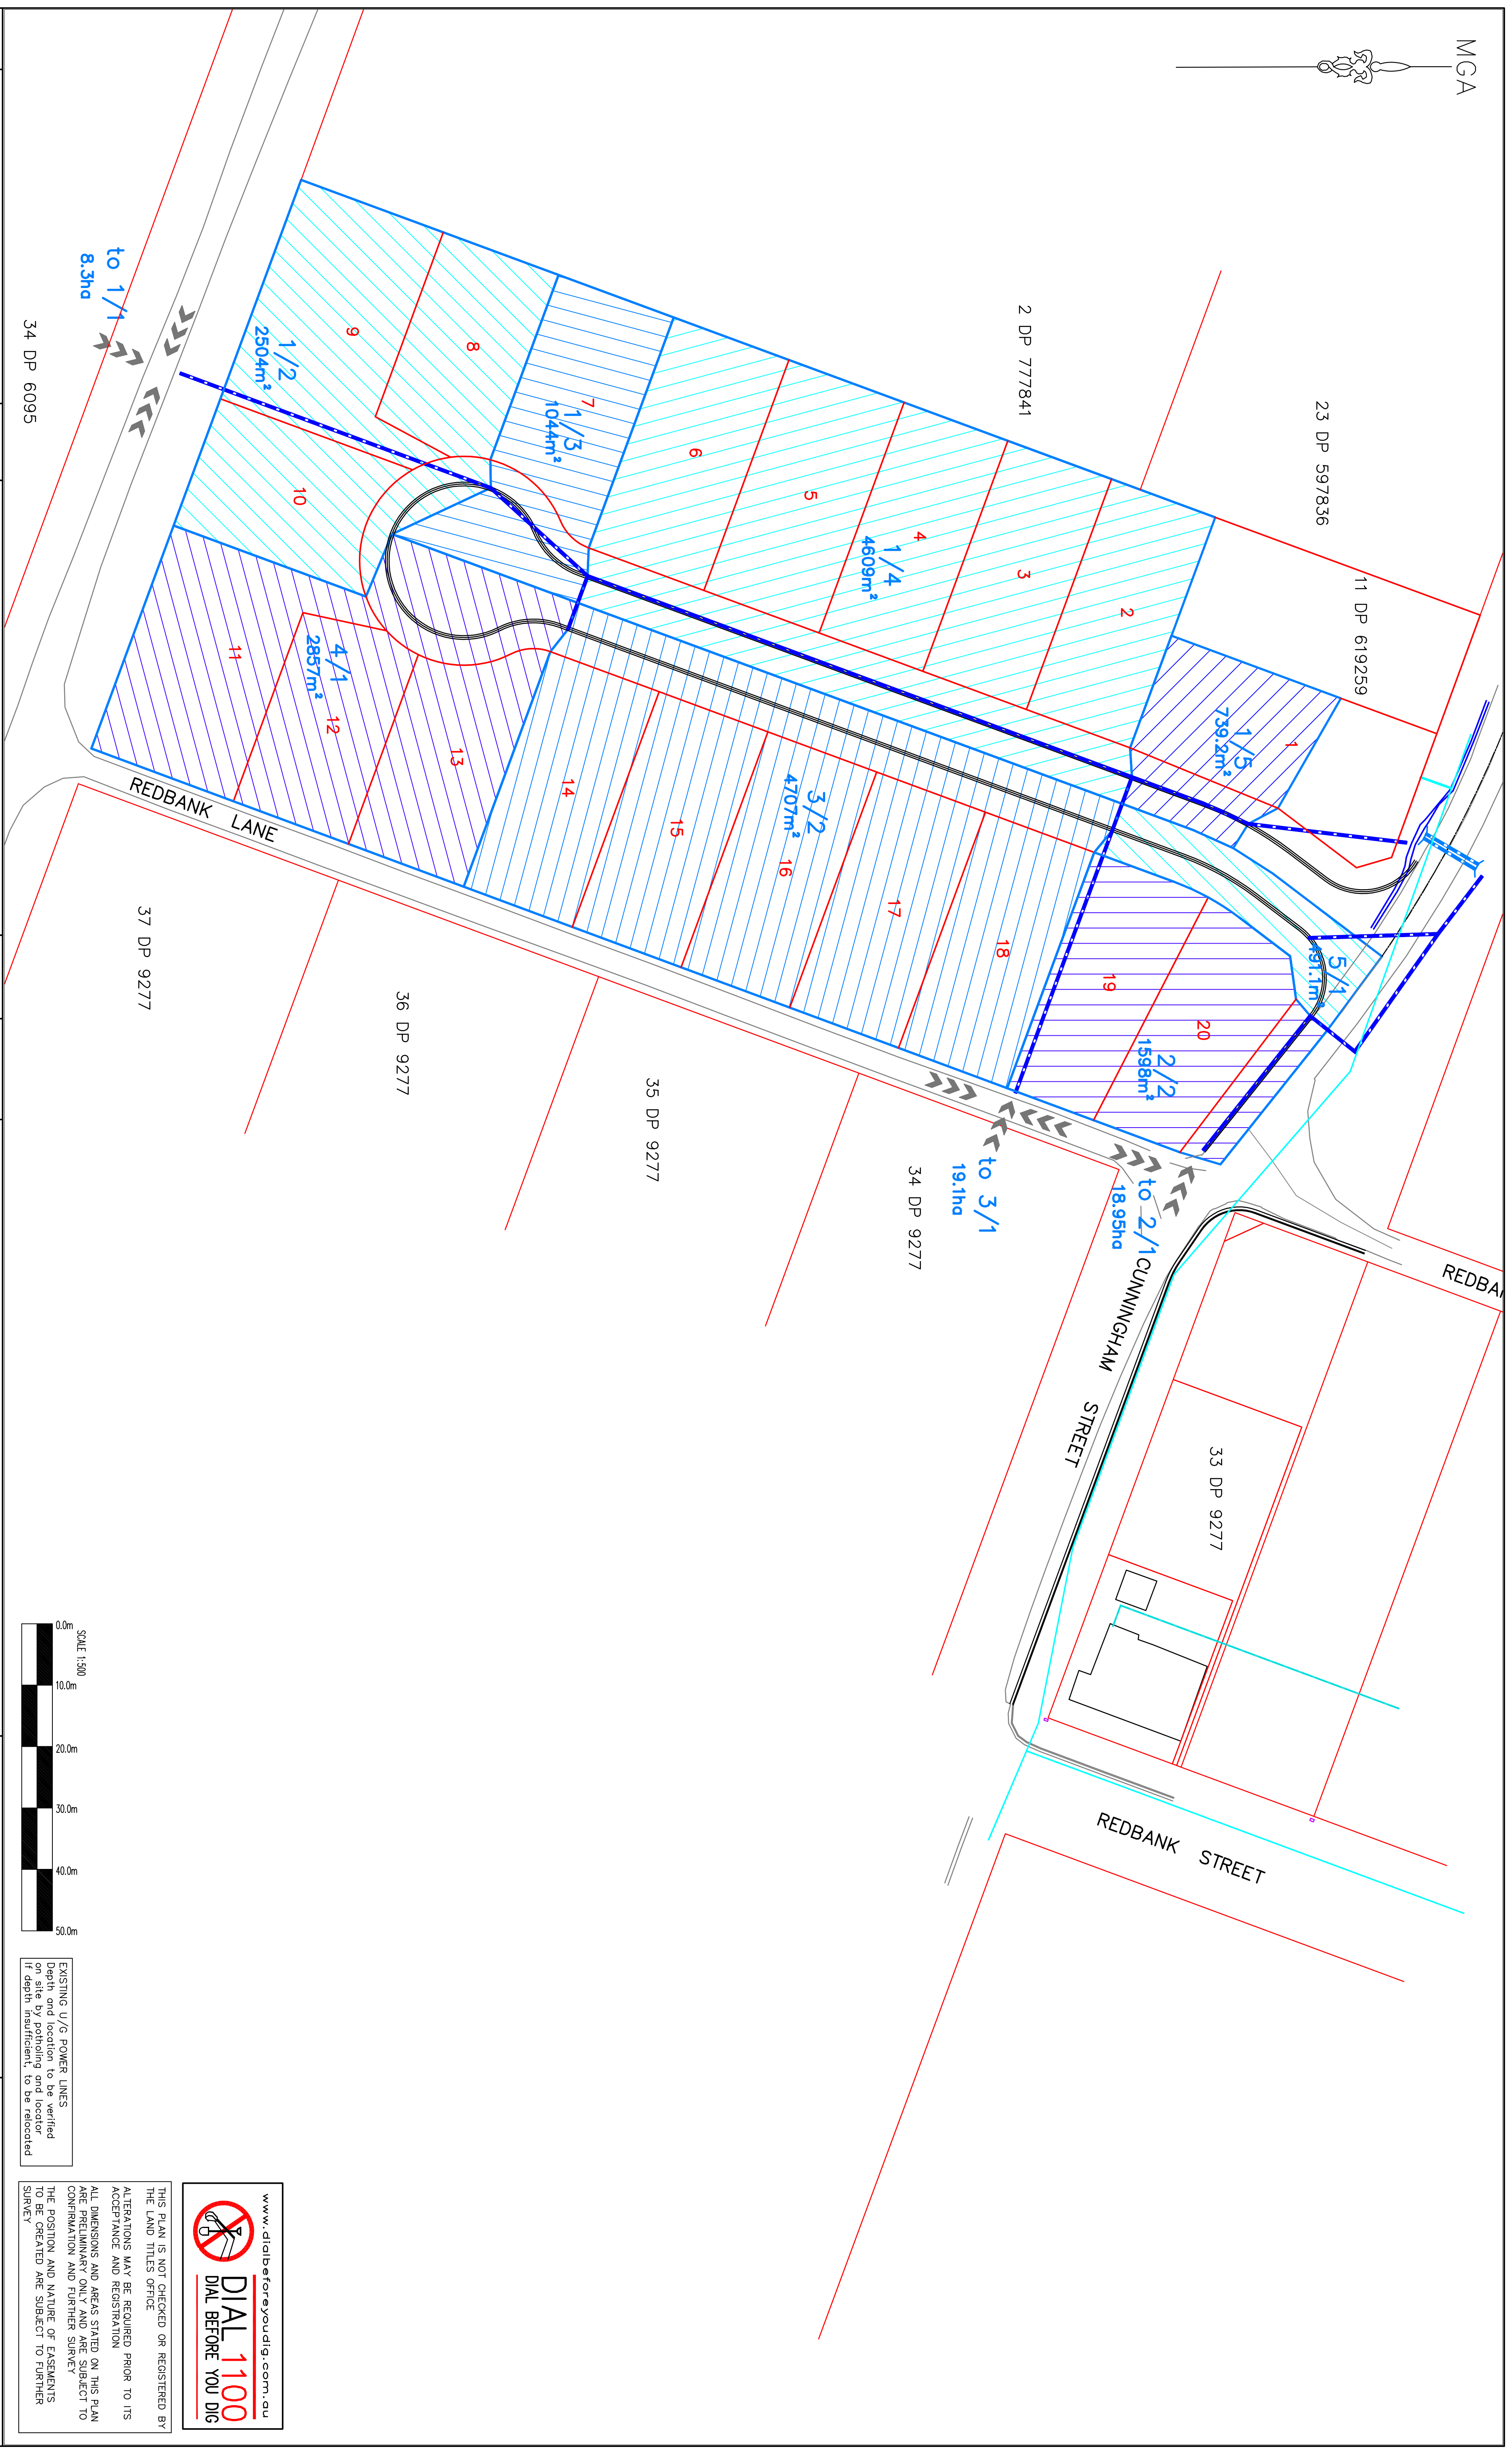 MGA
23 DP 597836
11 DP 619259
2 DP 777841
REDBA
1
1/5
739.2m²
2
3
4
1/4
4609m²
5
6
7
1/3
1044m²
8
9
1/2
2504m²
10
to 1/1
8.3ha
34 DP 6095
5/1
491.1m²
20
2/2
1598m²
19
18
17
16
3/2
4707m²
15
14
13
12
4/1
2857m²
11
REDBANK LANE
to 2/1
18.95ha
to 3/1
19.1ha
CUNNINGHAM STREET
34 DP 9277
35 DP 9277
36 DP 9277
37 DP 9277
33 DP 9277
REDBANK STREET
SCALE 1:500
0.0m 10.0m 20.0m 30.0m 40.0m 50.0m
EXISTING U/G POWER LINES
Depth and location to be verified
on site by potholing and locator
If depth insufficient, to be relocated
www.dialbeforeyoudig.com.au
DIAL 1100
DIAL BEFORE YOU DIG
THIS PLAN IS NOT CHECKED OR REGISTERED BY
THE LAND TITLES OFFICE
ALTERATIONS MAY BE REQUIRED PRIOR TO ITS
ACCEPTANCE AND REGISTRATION
ALL DIMENSIONS AND AREAS STATED ON THIS PLAN
ARE PRELIMINARY ONLY AND ARE SUBJECT TO
CONFIRMATION AND FURTHER SURVEY
THE POSITION AND NATURE OF EASEMENTS
TO BE CREATED ARE SUBJECT TO FURTHER
SURVEY